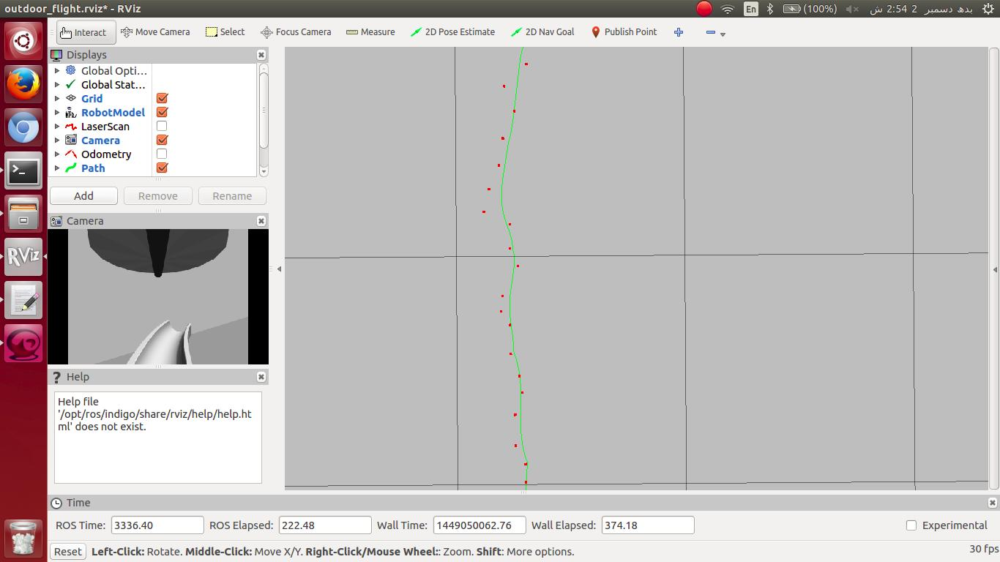 outdoor_flight.rviz* - RViz
En
(100%)
بدھ دسمبر 2 2:54 ش
Interact
Move Camera
Select
Focus Camera
Measure
2D Pose Estimate
2D Nav Goal
Publish Point
Displays
Global Opti...
Global Stat...
Grid
RobotModel
LaserScan
Camera
Odometry
Path
Add
Remove
Rename
Camera
RViz
Help
Help file
'/opt/ros/indigo/share/rviz/help/help.ht
ml' does not exist.
Time
ROS Time: 3336.40 ROS Elapsed: 222.48 Wall Time: 1449050062.76 Wall Elapsed: 374.18 Experimental
Reset Left-Click: Rotate. Middle-Click: Move X/Y. Right-Click/Mouse Wheel:: Zoom. Shift: More options. 30 fps